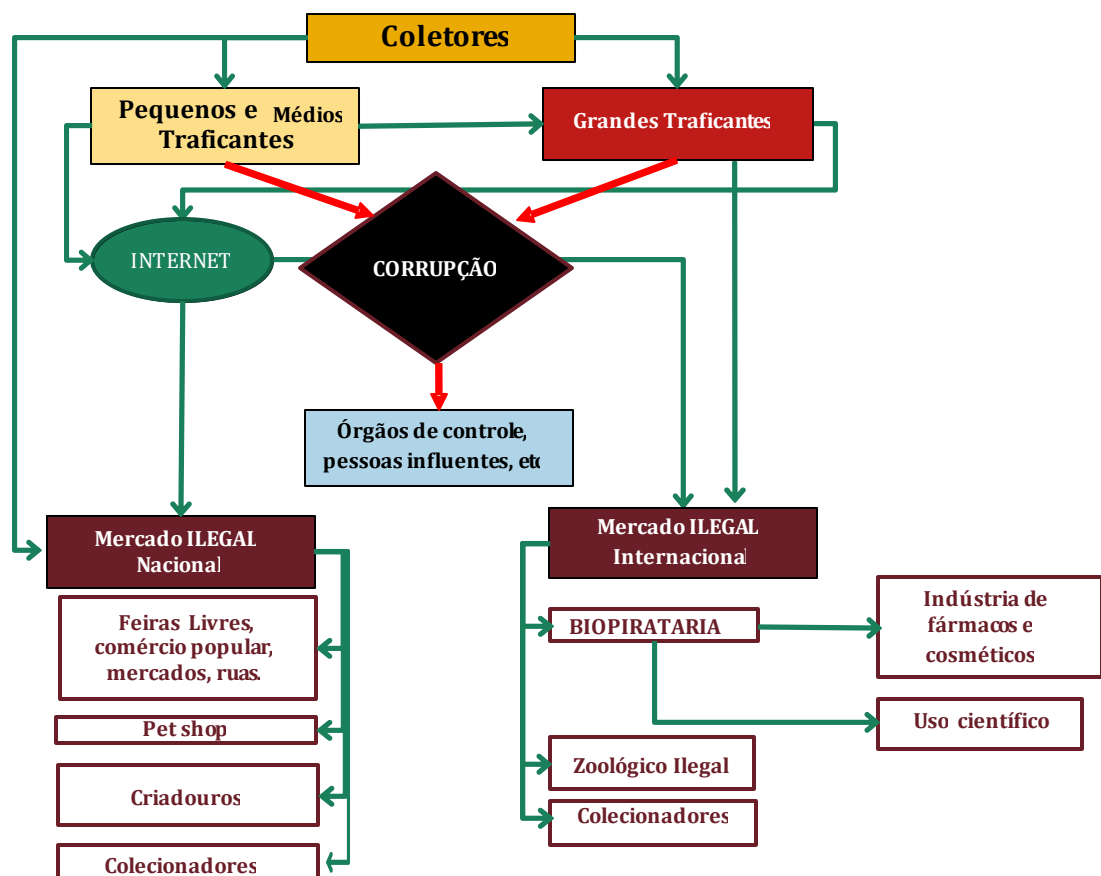 Coletores
Pequenos e Médios
Traficantes
Grandes Traficantes
INTERNET
CORRUPÇÃO
Órgãos de controle,
pessoas influentes, etc
Mercado ILEGAL
Nacional
Mercado ILEGAL
Internacional
Feiras Livres,
comércio popular,
mercados, ruas.
Pet shop
Criadouros
Colecionadores
BIOPIRATARIA
Indústria de
fármacos e
cosméticos
Uso científico
Zoológico Ilegal
Colecionadores